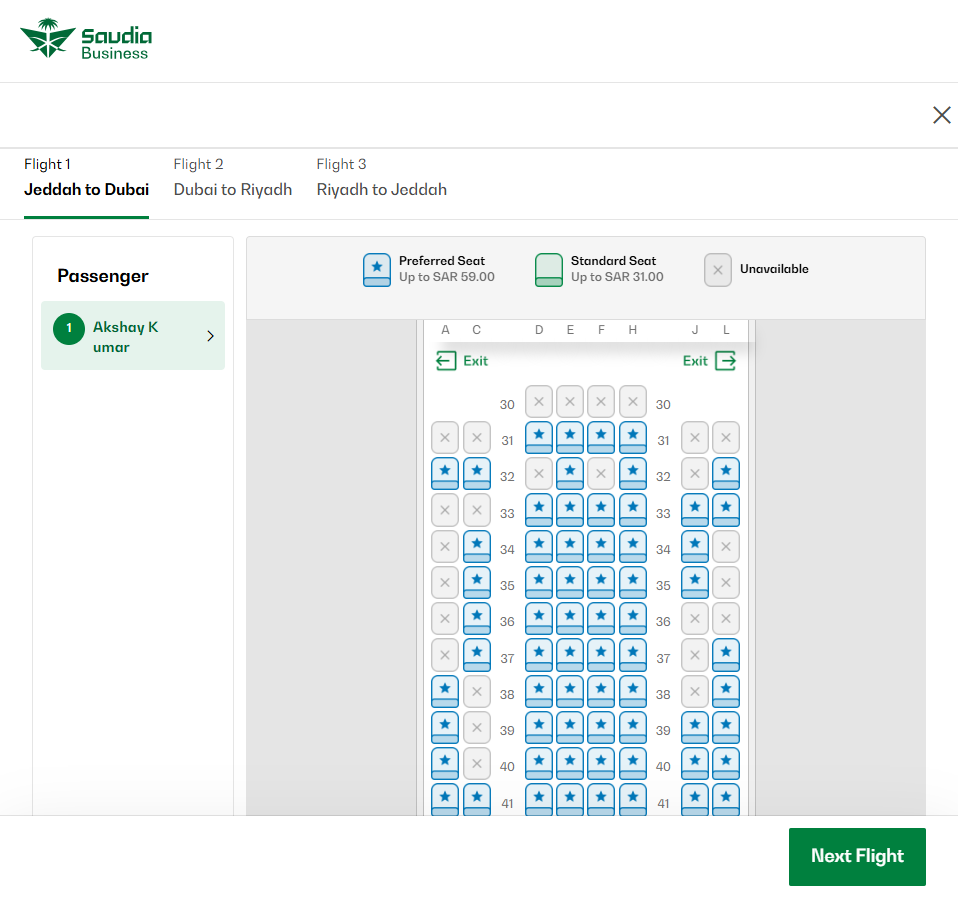 Saudia
Business
Flight 1
Jeddah to Dubai
Flight 2
Dubai to Riyadh
Flight 3
Riyadh to Jeddah
Passenger
1
Akshay K
umar
Preferred Seat
Up to SAR 59.00
Standard Seat
Up to SAR 31.00
Unavailable
A C D E F H J L
Exit Exit
30 30
31 31
32 32
33 33
34 34
35 35
36 36
37 37
38 38
39 39
40 40
41 41
Next Flight